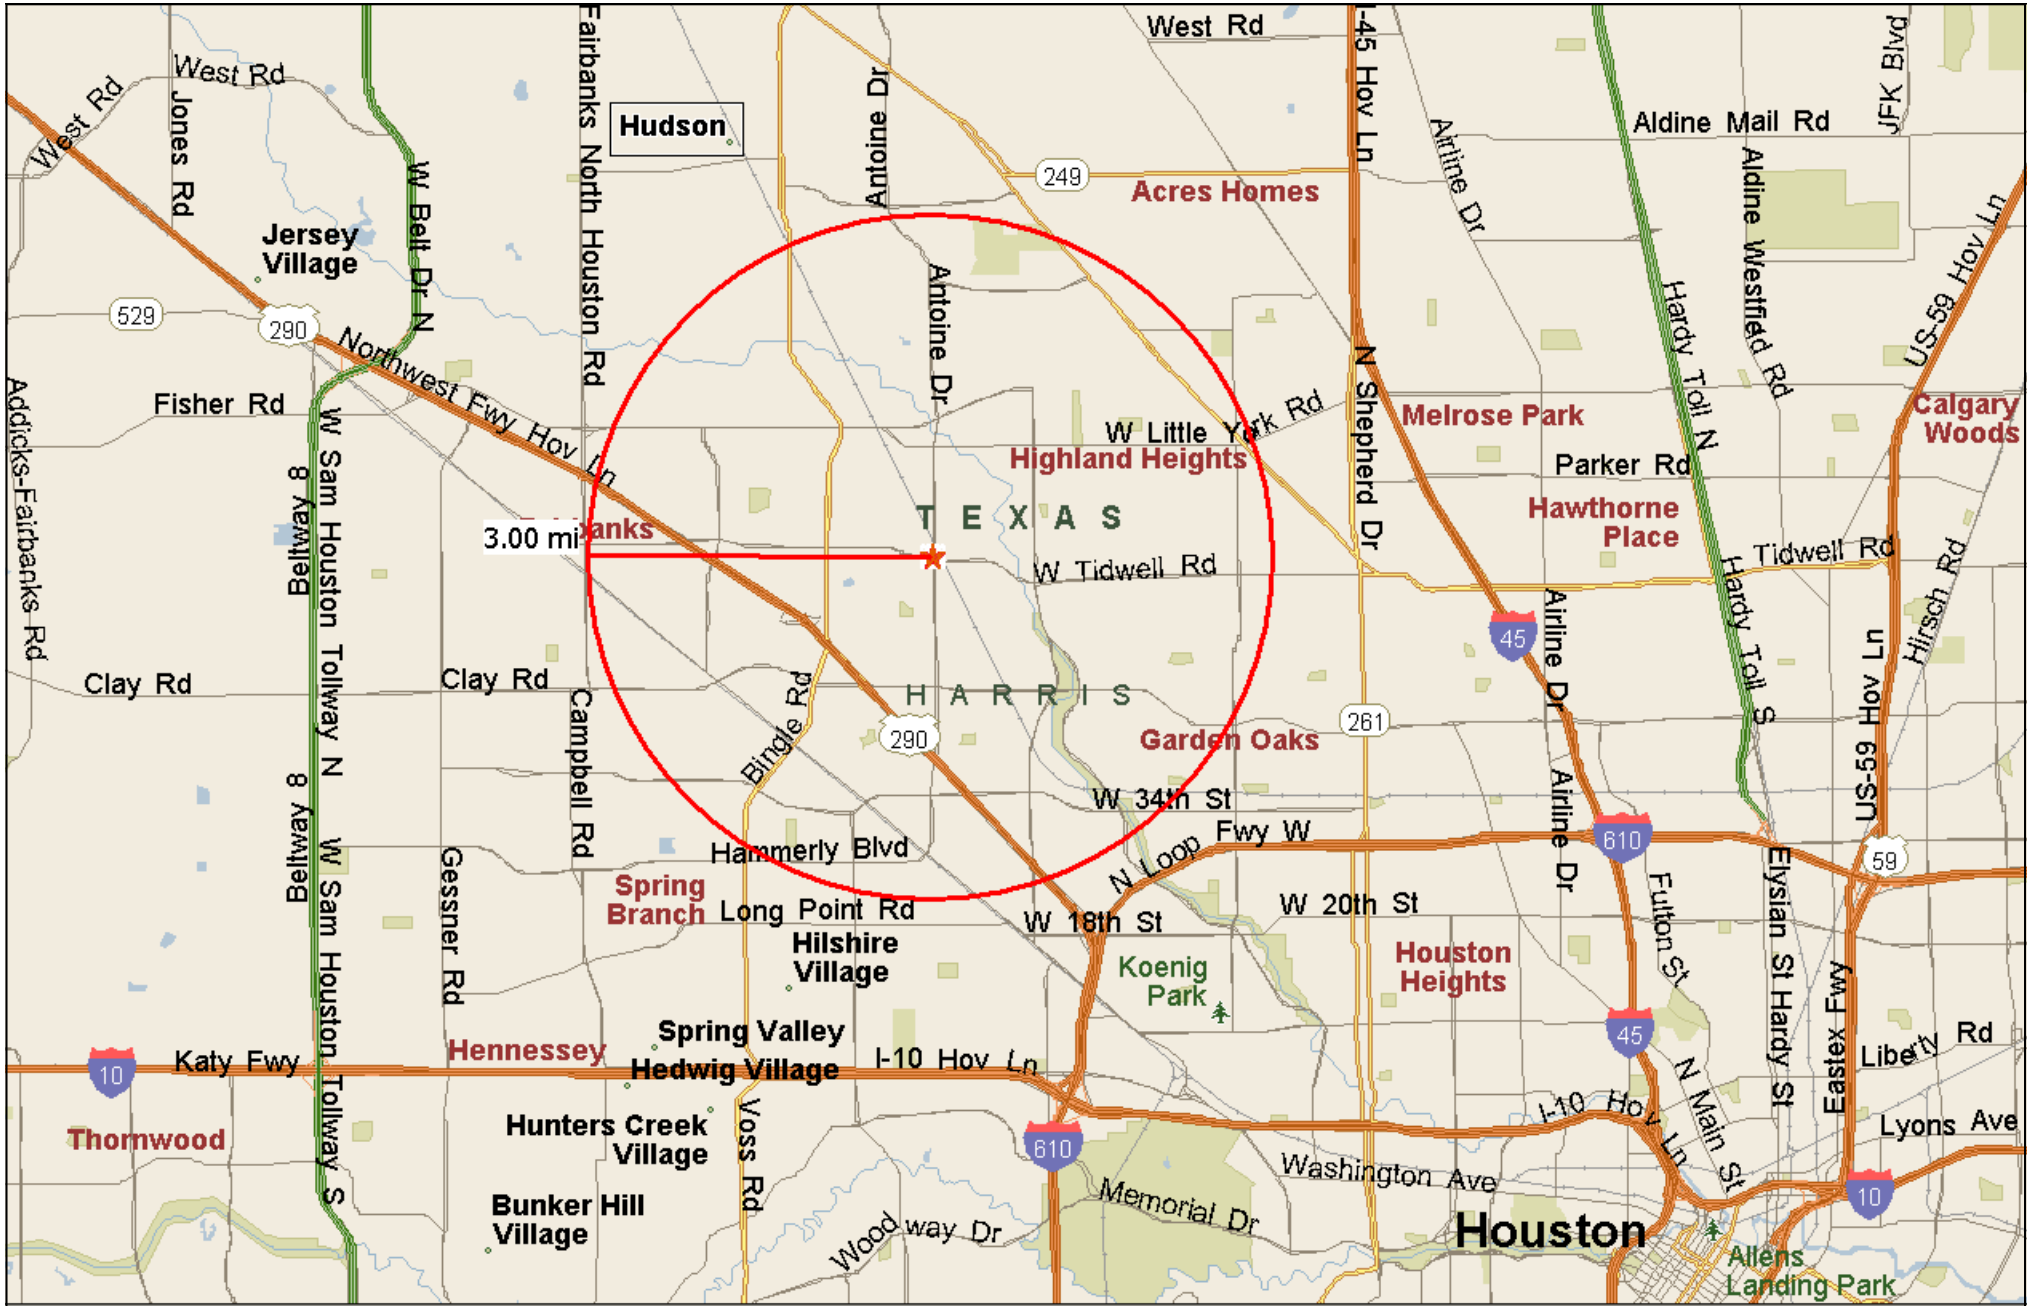 West Rd
I-45 Hov Ln
JFK Blvd
West Rd
West Rd
Jones Rd
Fairbanks North Houston Rd
Hudson
Antoine Dr
Airline Dr
Aldine Mail Rd
Aldine Westfield Rd
W Belt Dr N
249
Acres Homes
US-59 Hov Ln
Jersey
Village
Antoine Dr
Hardy Toll N
529
290
Northwest Fwy Hov Ln
N Shepherd Dr
Addicks-Fairbanks Rd
Fisher Rd
W Sam Houston Tollway N
W Little York Rd
Highland Heights
Melrose Park
Calgary
Woods
Parker Rd
Beltway 8
Hawthorne
Place
TEXAS
3.00 mi
banks
W Tidwell Rd
Tidwell Rd
Hirsch Rd
Hardy Toll S
45
Airline Dr
US-59 Hov Ln
Clay Rd
Clay Rd
Campbell Rd
Bingle Rd
HARRIS
290
Garden Oaks
261
Beltway 8
W 34th St
Airline Dr
N Loop
Fwy W
610
59
W Sam Houston Tollway S
Gessner Rd
Hammerly Blvd
Elysian St
Hardy St
Fulton St
Spring
Branch
Long Point Rd
W 18th St
W 20th St
Hilshire
Village
Koenig
Park
Houston
Heights
Eastex Fwy
Spring Valley
45
Liberty Rd
Hennessey
Hedwig Village
I-10 Hov Ln
10
Katy Fwy
N Main St
Hunters Creek
Village
Voss Rd
I-10 Hov Ln
Lyons Ave
Thornwood
610
Washington Ave
Memorial Dr
10
Bunker Hill
Village
Woodway Dr
Houston
Allens
Landing Park